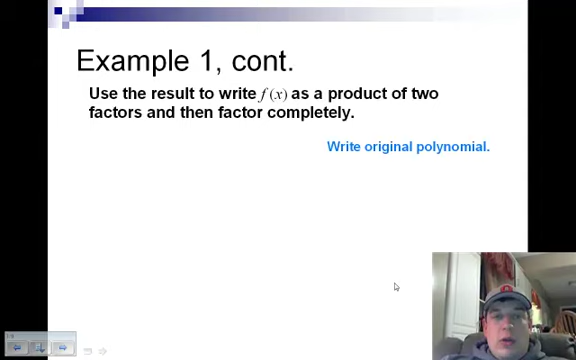 Example 1, cont.
Use the result to write f (x) as a product of two
factors and then factor completely.
Write original polynomial.